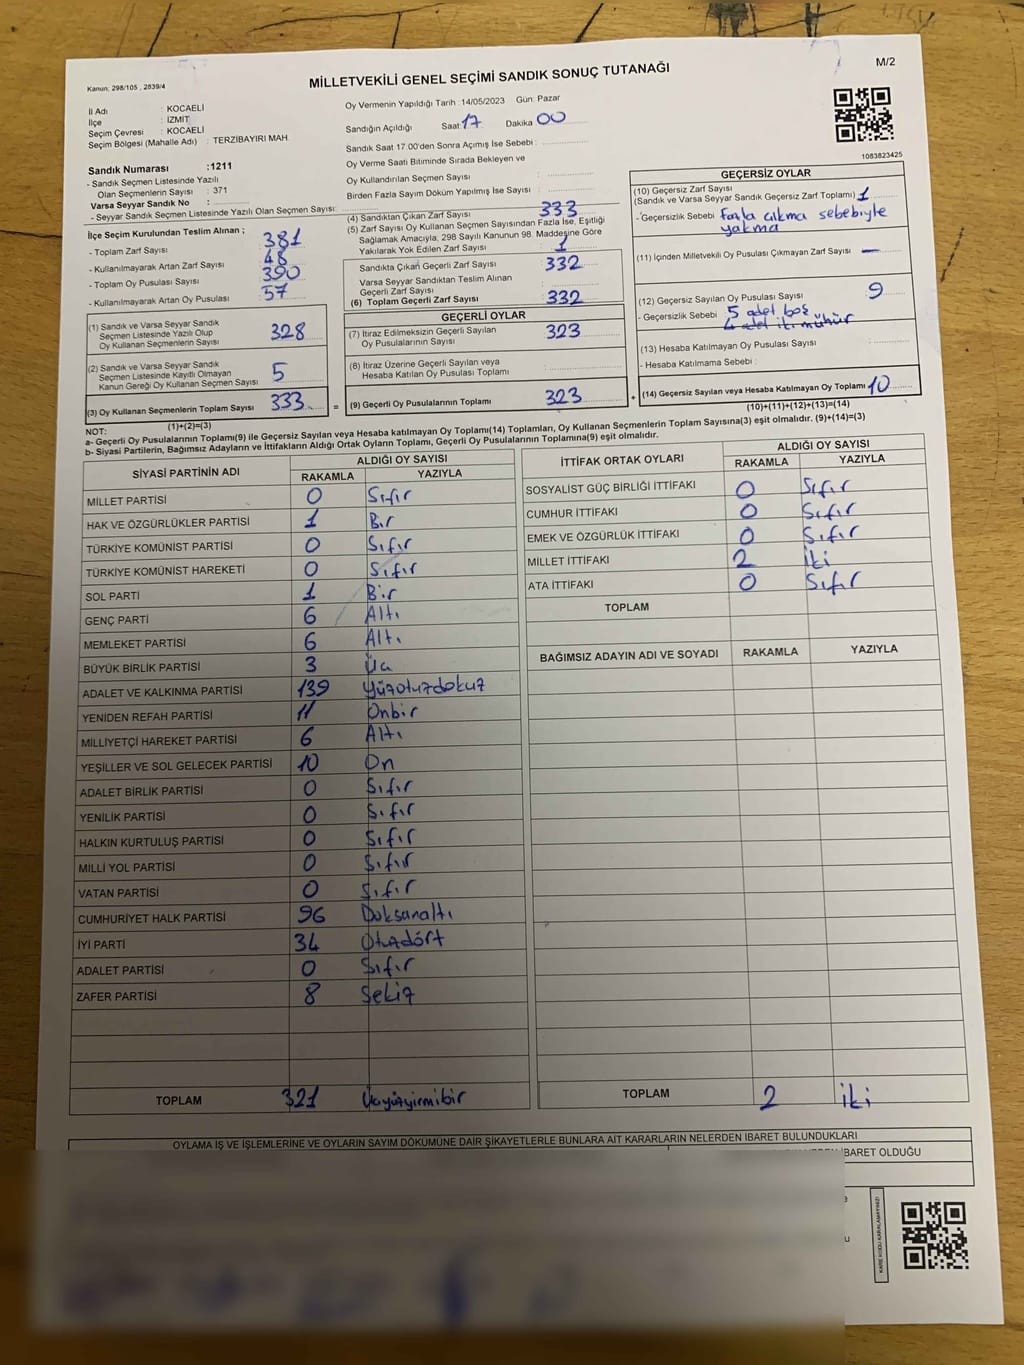 Kanun: 298/105 , 2839/4
MİLLETVEKİLİ GENEL SEÇİMİ SANDIK SONUÇ TUTANAĞI
M/2
İl Adı : KOCAELİ
İlçe : İZMİT
Seçim Çevresi : KOCAELİ
Seçim Bölgesi (Mahalle Adı) : TERZİBAYIRI MAH.
Sandık Numarası :1211
- Sandık Seçmen Listesinde Yazılı
Olan Seçmenlerin Sayısı : 371
Varsa Seyyar Sandık No :
- Seyyar Sandık Seçmen Listesinde Yazılı Olan Seçmen Sayısı:
Oy Vermenin Yapıldığı Tarih :14/05/2023 Gün: Pazar
Sandığın Açıldığı Saat: 17 Dakika 00
Sandık Saat 17:00'den Sonra Açımış İse Sebebi :
Oy Verme Saati Bitiminde Sırada Bekleyen ve
Oy Kullandırılan Seçmen Sayısı :
Birden Fazla Sayım Döküm Yapılmış İse Sayısı :
1083823425
İlçe Seçim Kurulundan Teslim Alınan ;
- Toplam Zarf Sayısı 381
- Kullanılmayarak Artan Zarf Sayısı 48
- Toplam Oy Pusulası Sayısı 390
- Kullanılmayarak Artan Oy Pusulası 57
(1) Sandık ve Varsa Seyyar Sandık
Seçmen Listesinde Yazılı Olup
Oy Kullanan Seçmenlerin Sayısı 328
(2) Sandık ve Varsa Seyyar Sandık
Seçmen Listesinde Kayıtlı Olmayan
Kanun Gereği Oy Kullanan Seçmen Sayısı 5
(3) Oy Kullanan Seçmenlerin Toplam Sayısı 333
(1)+(2)=(3)
(4) Sandıktan Çıkan Zarf Sayısı 333
(5) Zarf Sayısı Oy Kullanan Seçmen Sayısından Fazla İse, Eşitliği
Sağlamak Amacıyla, 298 Sayılı Kanunun 98. Maddesine Göre
Yakılarak Yok Edilen Zarf Sayısı 1
Sandıkta Çıkan Geçerli Zarf Sayısı 332
Varsa Seyyar Sandıktan Teslim Alınan
Geçerli Zarf Sayısı
(6) Toplam Geçerli Zarf Sayısı 332
GEÇERLİ OYLAR
(7) İtiraz Edilmeksizin Geçerli Sayılan
Oy Pusulalarının Sayısı 323
(8) İtiraz Üzerine Geçerli Sayılan veya
Hesaba Katılan Oy Pusulası Toplamı
= (9) Geçerli Oy Pusulalarının Toplamı 323
GEÇERSİZ OYLAR
(10) Geçersiz Zarf Sayısı
(Sandık ve Varsa Seyyar Sandık Geçersiz Zarf Toplamı) 1
- Geçersizlik Sebebi fazla çıkma sebebiyle
yakma
(11) İçinden Milletvekili Oy Pusulası Çıkmayan Zarf Sayısı —
(12) Geçersiz Sayılan Oy Pusulası Sayısı 9
- Geçersizlik Sebebi : 5 adet boş
4 adet iki mühür
(13) Hesaba Katılmayan Oy Pusulası Sayısı :
- Hesaba Katılmama Sebebi :
+ (14) Geçersiz Sayılan veya Hesaba Katılmayan Oy Toplamı 10
(10)+(11)+(12)+(13)=(14)
NOT:
a- Geçerli Oy Pusulalarının Toplamı(9) ile Geçersiz Sayılan veya Hesaba katılmayan Oy Toplamı(14) Toplamları, Oy Kullanan Seçmenlerin Toplam Sayısına(3) eşit olmalıdır. (9)+(14)=(3)
b- Siyasi Partilerin, Bağımsız Adayların ve İttifakların Aldığı Ortak Oyların Toplamı, Geçerli Oy Pusulalarının Toplamına(9) eşit olmalıdır.
SİYASİ PARTİNİN ADI ALDIĞI OY SAYISI
RAKAMLA YAZIYLA
MİLLET PARTİSİ 0 Sıfır
HAK VE ÖZGÜRLÜKLER PARTİSİ 1 Bir
TÜRKİYE KOMÜNİST PARTİSİ 0 Sıfır
TÜRKİYE KOMÜNİST HAREKETİ 0 Sıfır
SOL PARTİ 1 Bir
GENÇ PARTİ 6 Altı
MEMLEKET PARTİSİ 6 Altı
BÜYÜK BİRLİK PARTİSİ 3 Üç
ADALET VE KALKINMA PARTİSİ 139 Yüzotuzdokuz
YENİDEN REFAH PARTİSİ 11 Onbir
MİLLİYETÇİ HAREKET PARTİSİ 6 Altı
YEŞİLLER VE SOL GELECEK PARTİSİ 10 On
ADALET BİRLİK PARTİSİ 0 Sıfır
YENİLİK PARTİSİ 0 Sıfır
HALKIN KURTULUŞ PARTİSİ 0 Sıfır
MİLLİ YOL PARTİSİ 0 Sıfır
VATAN PARTİSİ 0 Sıfır
CUMHURİYET HALK PARTİSİ 96 Doksanaltı
İYİ PARTİ 34 Otuzdört
ADALET PARTİSİ 0 Sıfır
ZAFER PARTİSİ 8 Sekiz
TOPLAM 321 Üçyüzyirmibir
İTTİFAK ORTAK OYLARI ALDIĞI OY SAYISI
RAKAMLA YAZIYLA
SOSYALİST GÜÇ BİRLİĞİ İTTİFAKI 0 Sıfır
CUMHUR İTTİFAKI 0 Sıfır
EMEK VE ÖZGÜRLÜK İTTİFAKI 0 Sıfır
MİLLET İTTİFAKI 2 İki
ATA İTTİFAKI 0 Sıfır
TOPLAM
BAĞIMSIZ ADAYIN ADI VE SOYADI RAKAMLA YAZIYLA
TOPLAM 2 İki
OYLAMA İŞ VE İŞLEMLERİNE VE OYLARIN SAYIM DÖKÜMÜNE DAİR ŞİKAYETLERLE BUNLARA AİT KARARLARIN NELERDEN İBARET BULUNDUKLARI
İBARET OLDUĞU
KARE KODU KARALAMAYINIZ!